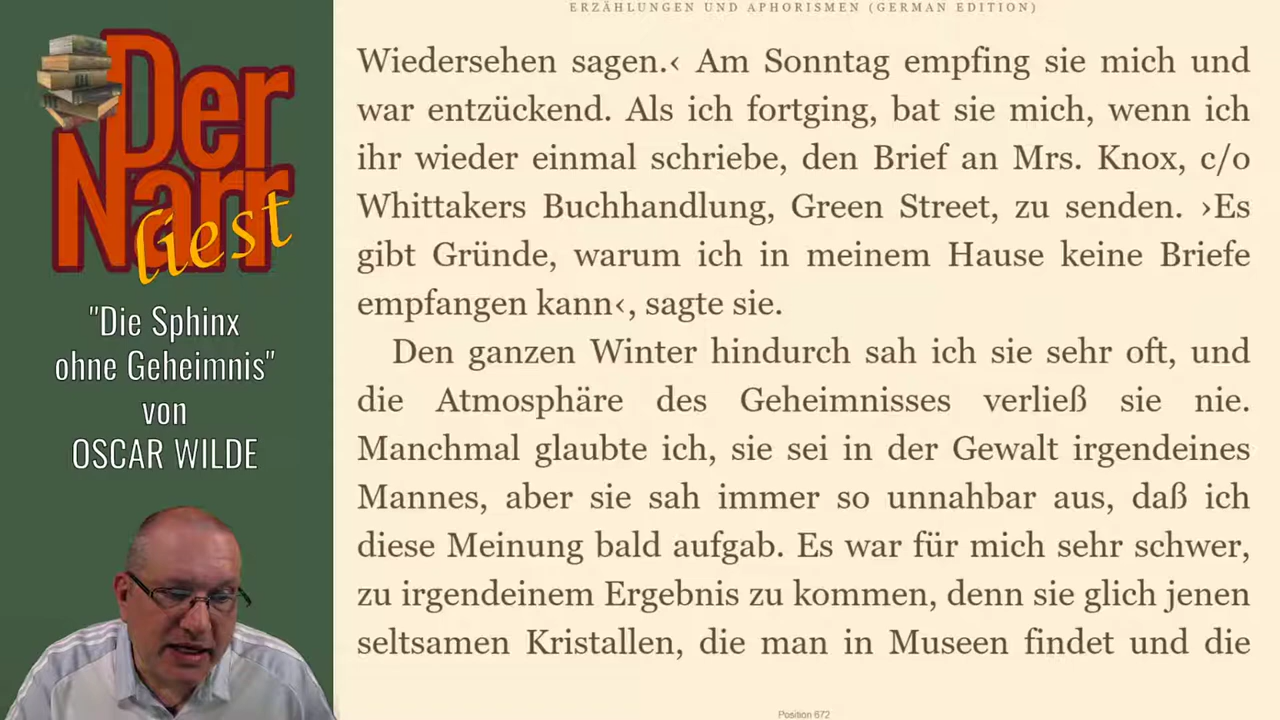 Der
Narr
liest
"Die Sphinx
ohne Geheimnis"
von
OSCAR WILDE
ERZÄHLUNGEN UND APHORISMEN (GERMAN EDITION)
Wiedersehen sagen.‹ Am Sonntag empfing sie mich und
war entzückend. Als ich fortging, bat sie mich, wenn ich
ihr wieder einmal schriebe, den Brief an Mrs. Knox, c/o
Whittakers Buchhandlung, Green Street, zu senden. ›Es
gibt Gründe, warum ich in meinem Hause keine Briefe
empfangen kann‹, sagte sie.
Den ganzen Winter hindurch sah ich sie sehr oft, und
die Atmosphäre des Geheimnisses verließ sie nie.
Manchmal glaubte ich, sie sei in der Gewalt irgendeines
Mannes, aber sie sah immer so unnahbar aus, daß ich
diese Meinung bald aufgab. Es war für mich sehr schwer,
zu irgendeinem Ergebnis zu kommen, denn sie glich jenen
seltsamen Kristallen, die man in Museen findet und die
Position 672